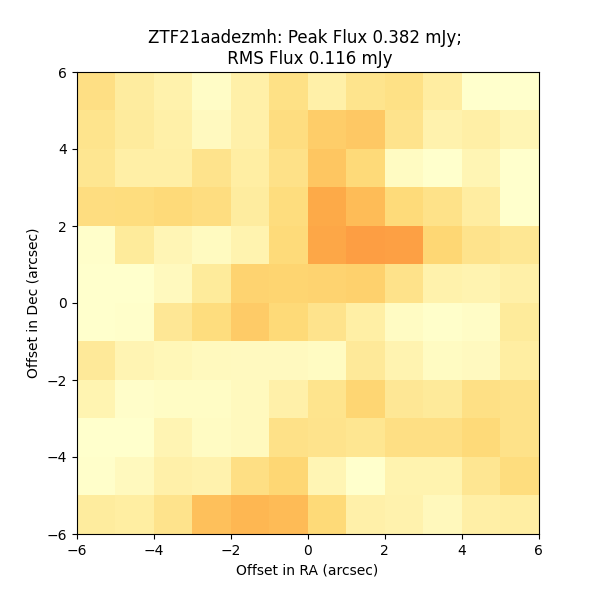 ZTF21aadezmh: Peak Flux 0.382 mJy;
RMS Flux 0.116 mJy
6
4
2
0
−2
−4
−6
Offset in Dec (arcsec)
−6 −4 −2 0 2 4 6
Offset in RA (arcsec)